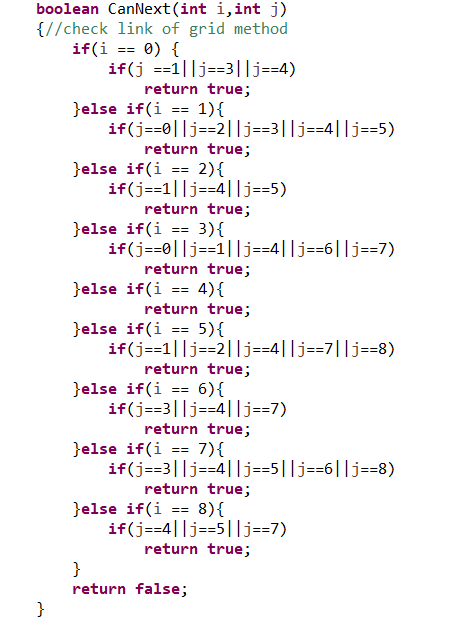 boolean CanNext(int i,int j)
{//check link of grid method
    if(i == 0) {
        if(j ==1||j==3||j==4)
            return true;
    }else if(i == 1){
        if(j==0||j==2||j==3||j==4||j==5)
            return true;
    }else if(i == 2){
        if(j==1||j==4||j==5)
            return true;
    }else if(i == 3){
        if(j==0||j==1||j==4||j==6||j==7)
            return true;
    }else if(i == 4){
            return true;
    }else if(i == 5){
        if(j==1||j==2||j==4||j==7||j==8)
            return true;
    }else if(i == 6){
        if(j==3||j==4||j==7)
            return true;
    }else if(i == 7){
        if(j==3||j==4||j==5||j==6||j==8)
            return true;
    }else if(i == 8){
        if(j==4||j==5||j==7)
            return true;
    }
    return false;
}